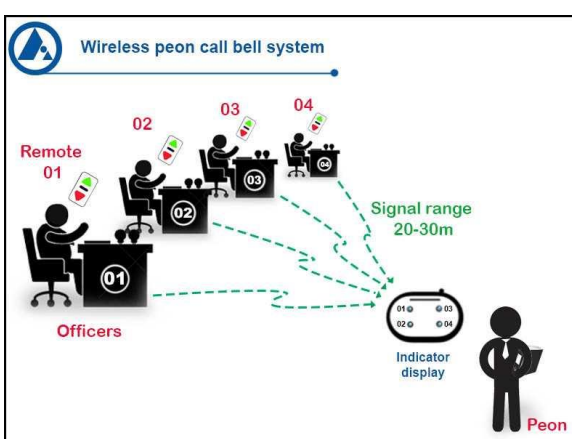 Wireless peon call bell system
04
03
02
Remote
01
04
03
02
01
Signal range
20-30m
Officers
01 03
02 04
Indicator
display
Peon